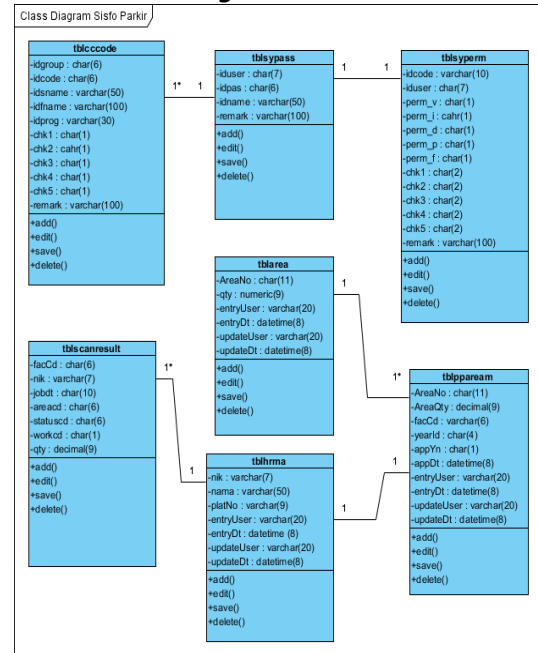 Class Diagram Sisfo Parkir
tblcccode
-idgroup : char(6)
-idcode : char(6)
-idsname : varchar(50)
-idfname : varchar(100)
-idprog : varchar(30)
-chk1 : char(1)
-chk2 : cahr(1)
-chk3 : char(1)
-chk4 : char(1)
-chk5 : char(1)
-remark : varchar(100)
+add()
+edit()
+save()
+delete()
1*
1
tblsypass
-iduser : char(7)
-idpas : char(6)
-idname : varchar(50)
-remark : varchar(100)
+add()
+edit()
+save()
+delete()
1
1
tblsyperm
-idcode : varchar(10)
-iduser : char(7)
-perm_v : char(1)
-perm_i : cahr(1)
-perm_d : char(1)
-perm_p : char(1)
-perm_f : char(1)
-chk1 : char(2)
-chk2 : char(2)
-chk3 : char(2)
-chk4 : char(2)
-chk5 : char(2)
-remark : varchar(100)
+add()
+edit()
+save()
+delete()
tblarea
-AreaNo : char(11)
-qty : numeric(9)
-entryUser : varchar(20)
-entryDt : datetime(8)
-updateUser : varchar(20)
-updateDt : datetime(8)
+add()
+edit()
+save()
+delete()
1
1*
tblscanresult
-facCd : char(6)
-nik : varchar(7)
-jobdt : char(10)
-areacd : char(6)
-statuscd : char(6)
-workcd : char(1)
-qty : decimal(9)
+add()
+edit()
+save()
+delete()
1*
1
tblhrma
-nik : varchar(7)
-nama : varchar(50)
-platNo : varchar(9)
-entryUser : varchar(20)
-entryDt : datetime (8)
-updateUser : varchar(20)
-updateDt : datetime(8)
+add()
+edit()
+save()
+delete()
1
1
tblppaream
-AreaNo : char(11)
-AreaQty : decimal(9)
-facCd : varchar(6)
-yearId : char(4)
-appYn : char(1)
-appDt : datetime(8)
-entryUser : varchar(20)
-entryDt : datetime(8)
-updateUser : varchar(20)
-updateDt : datetime(8)
+add()
+edit()
+save()
+delete()